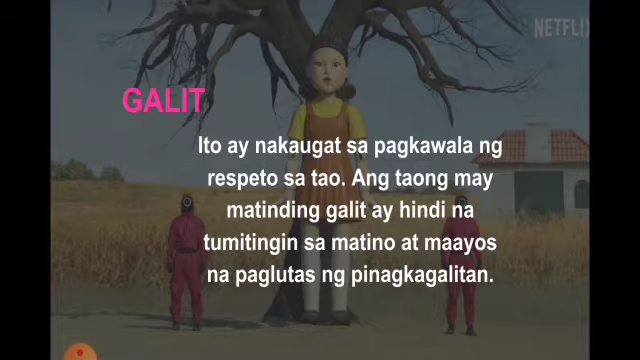 NETFLIX
GALIT
Ito ay nakaugat sa pagkawala ng
respeto sa tao. Ang taong may
matinding galit ay hindi na
tumitingin sa matino at maayos
na paglutas ng pinagkagalitan.